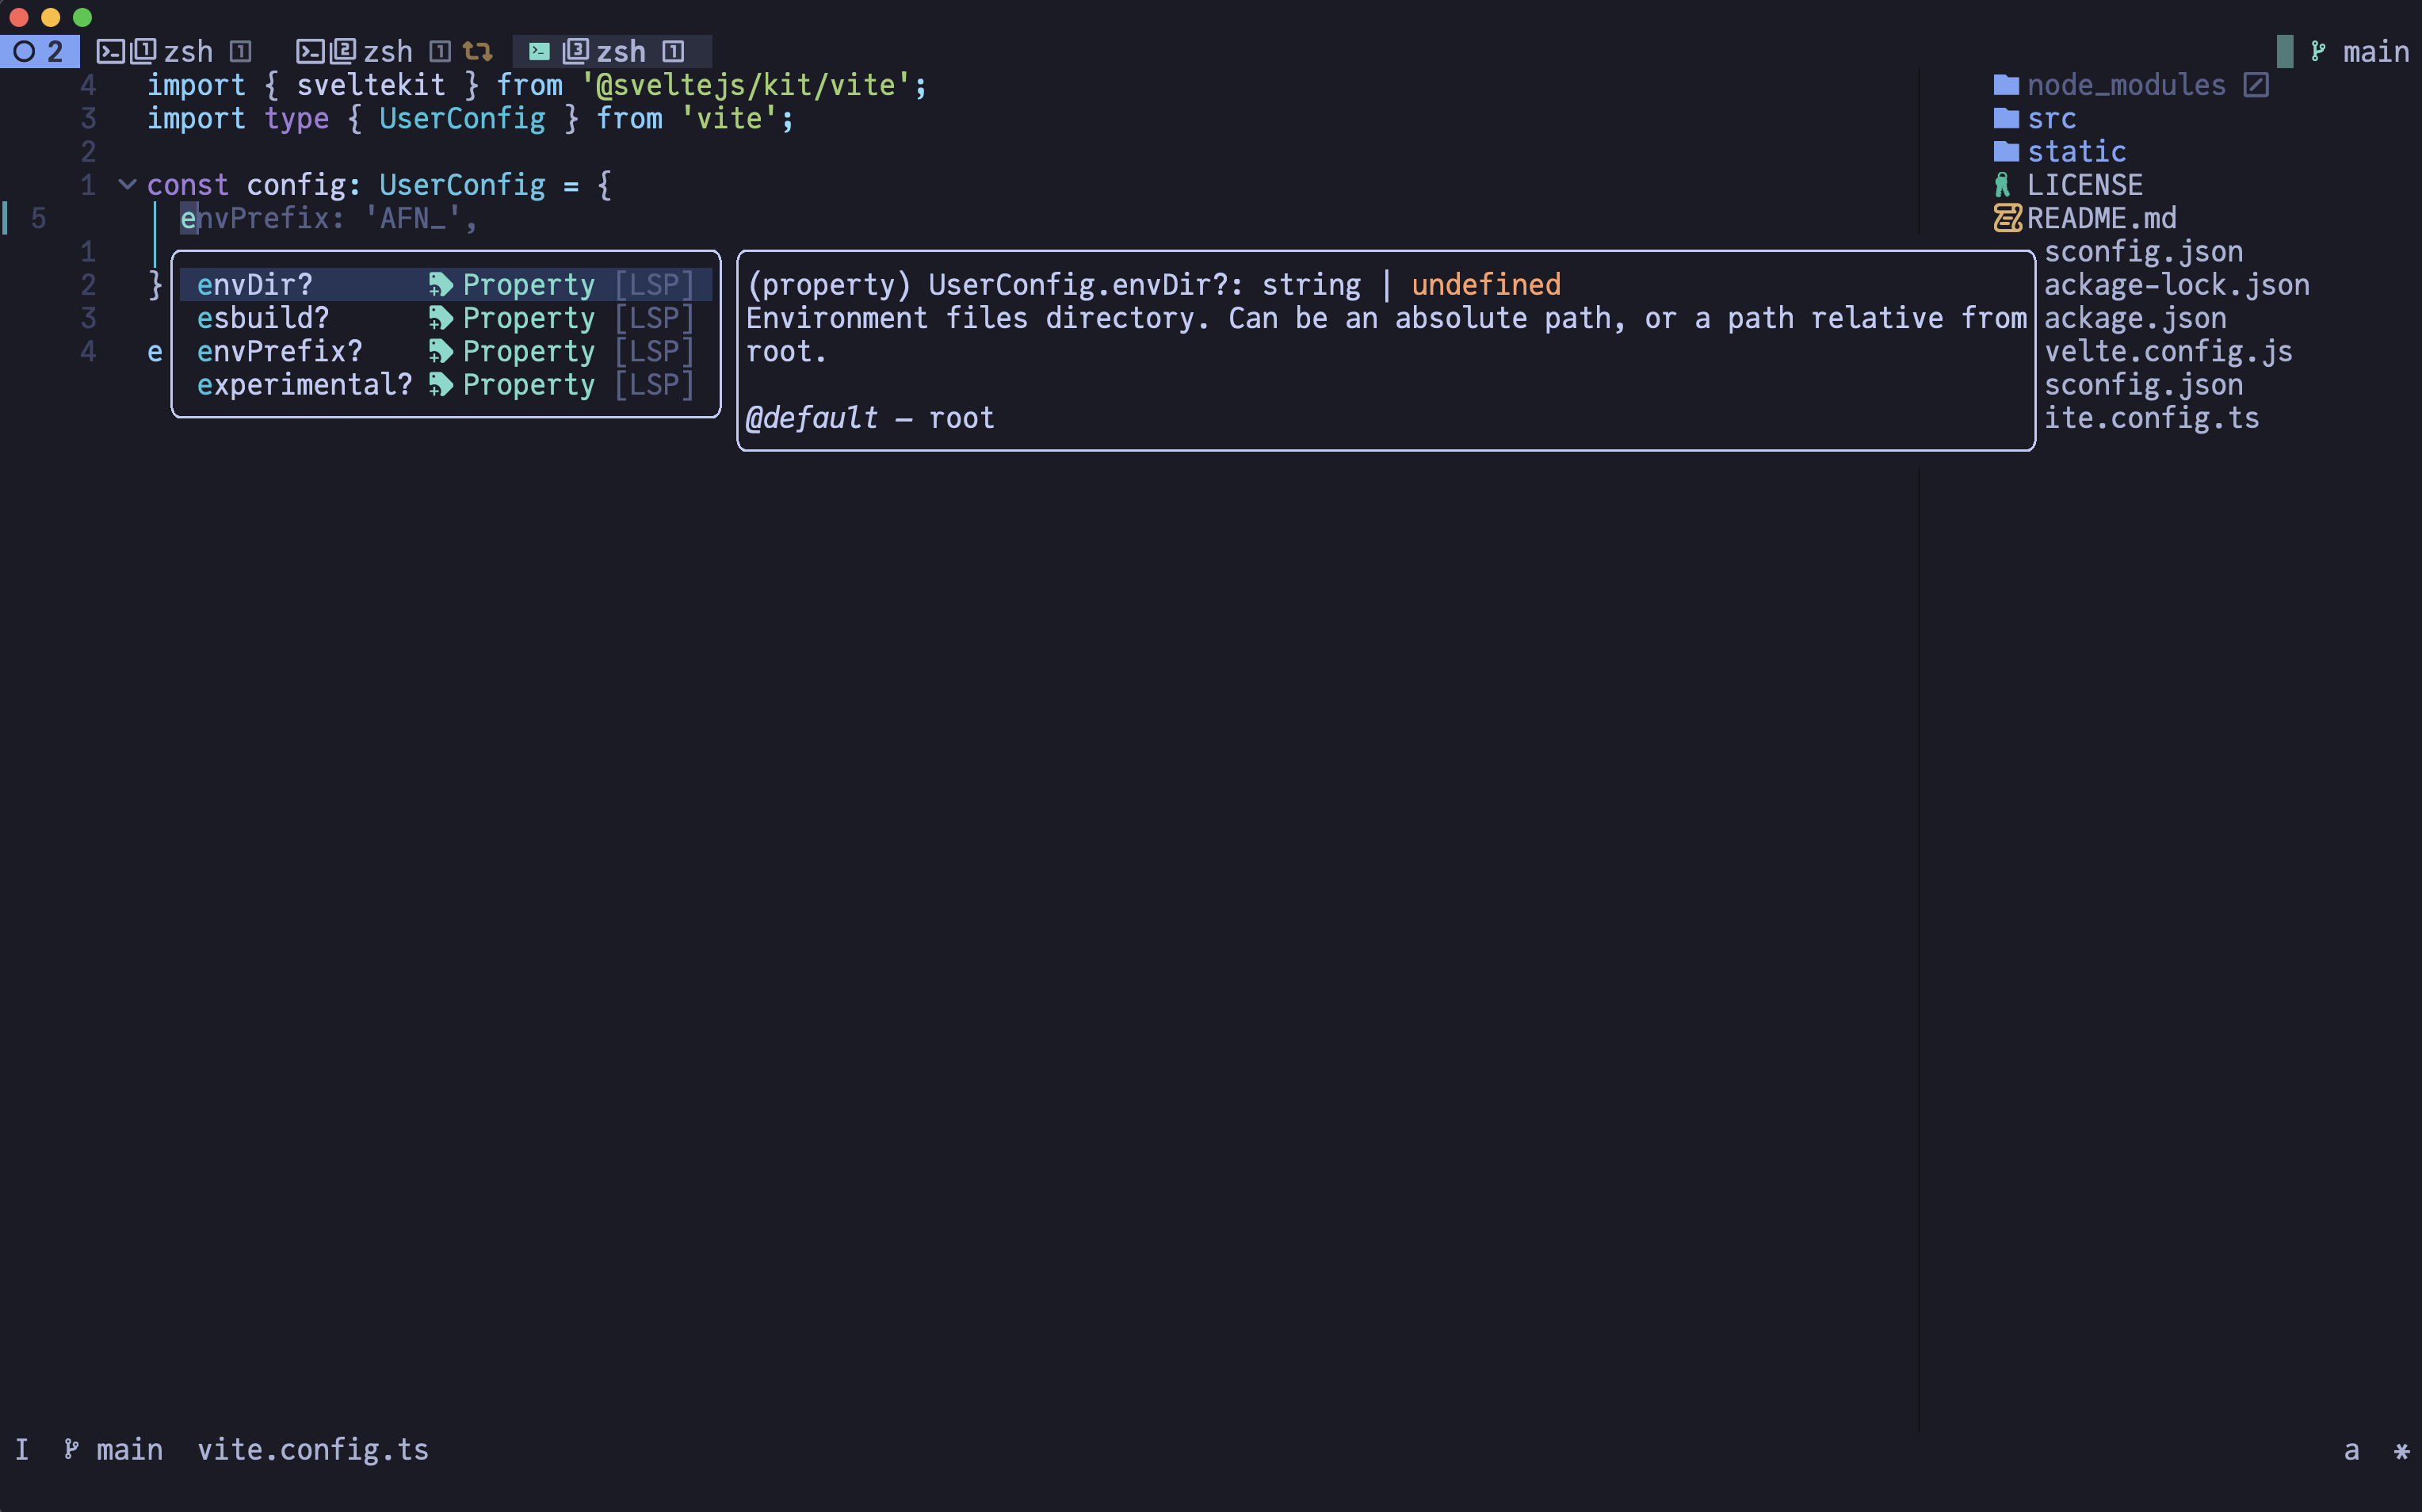 2 1 zsh 1 2 zsh 1 3 zsh 1 main
4 import { sveltekit } from '@sveltejs/kit/vite';
3 import type { UserConfig } from 'vite';
2
1 const config: UserConfig = {
5 envPrefix: 'AFN_',
1
2 }
3
4 e
envDir? Property [LSP]
esbuild? Property [LSP]
envPrefix? Property [LSP]
experimental? Property [LSP]
(property) UserConfig.envDir?: string | undefined
Environment files directory. Can be an absolute path, or a path relative from
root.
@default — root
node_modules
src
static
LICENSE
README.md
sconfig.json
ackage-lock.json
ackage.json
velte.config.js
sconfig.json
ite.config.ts
I main vite.config.ts a *